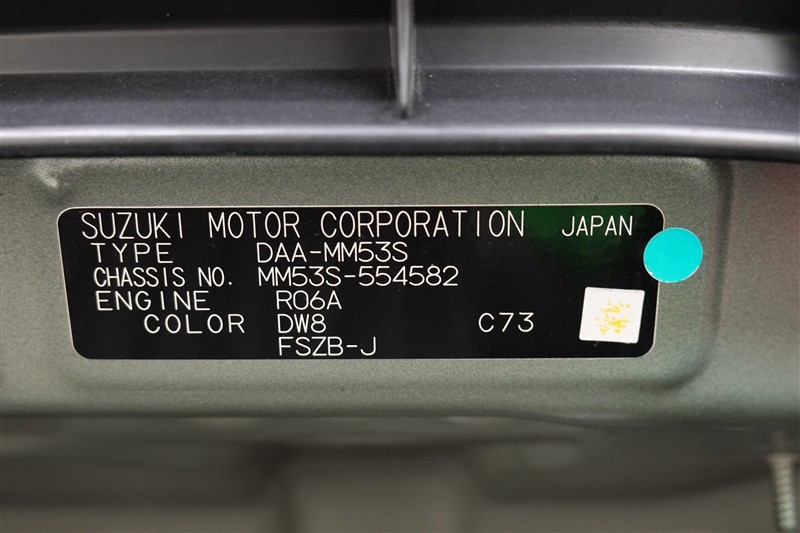 SUZUKI MOTOR CORPORATION JAPAN
TYPE DAA-MM53S
CHASSIS NO. MM53S-554582
ENGINE R06A
COLOR DW8 C73
FSZB-J